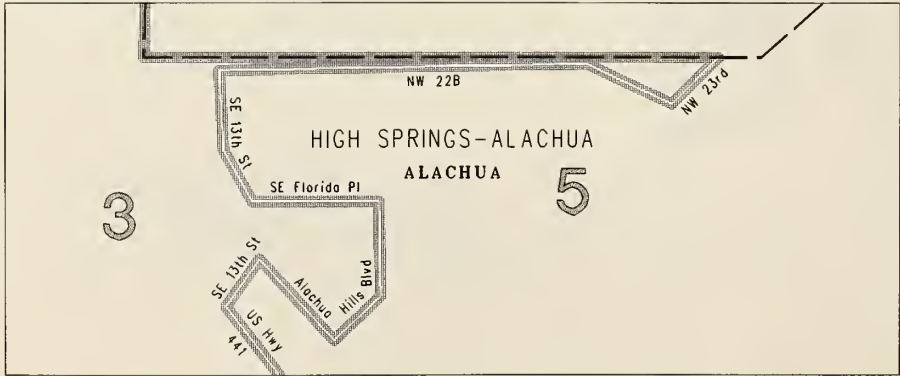 NW 22B
NW 23rd
SE 13th St
HIGH SPRINGS-ALACHUA
ALACHUA
SE Florida Pl
5
3
SE 13th St
Alachua Hills Blvd
US Hwy 441